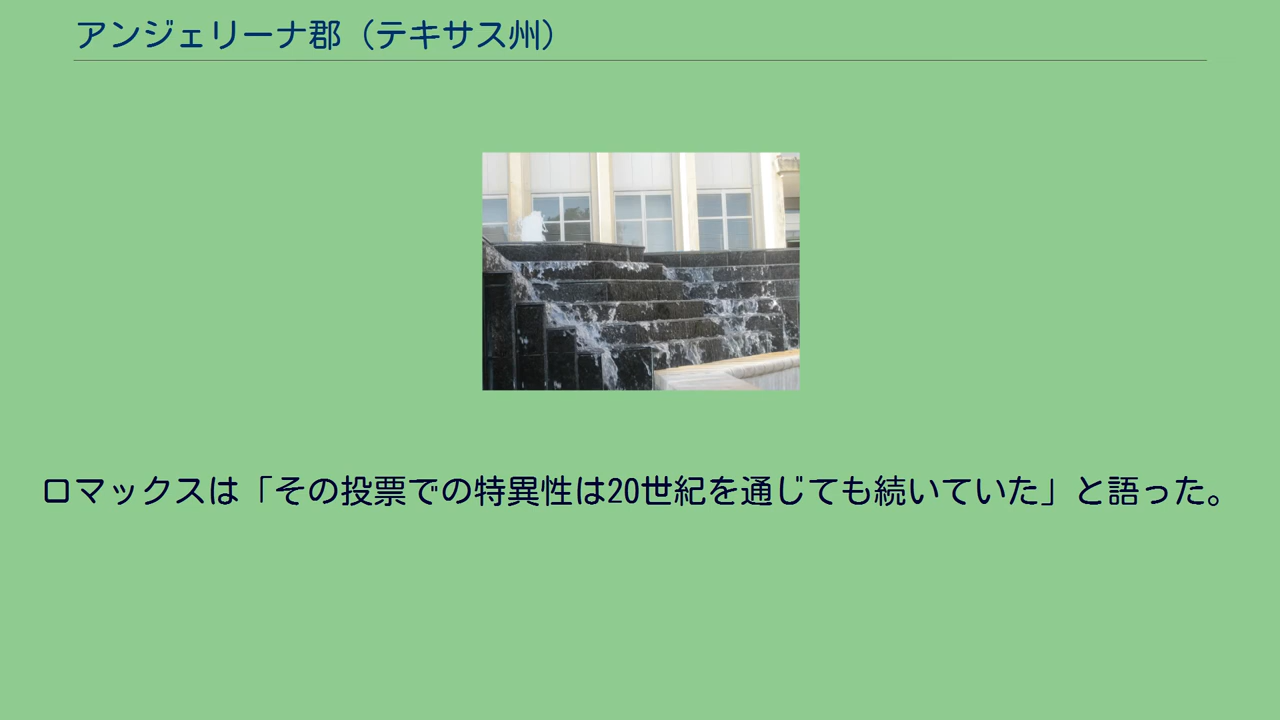 アンジェリーナ郡（テキサス州）
ロマックスは「その投票での特異性は20世紀を通じても続いていた」と語った。